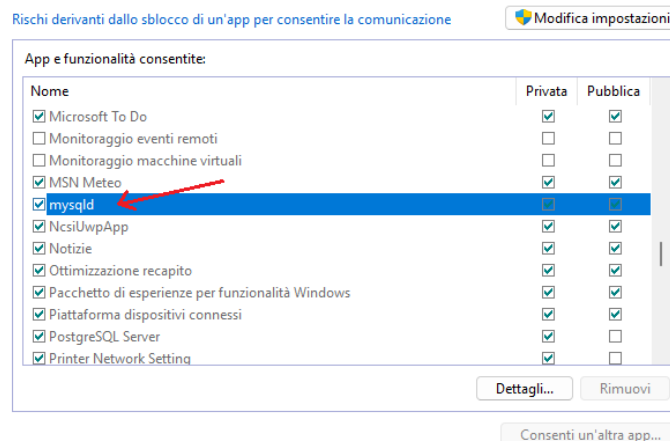 Rischi derivanti dallo sblocco di un'app per consentire la comunicazione
Modifica impostazioni
App e funzionalità consentite:
Nome Privata Pubblica
Microsoft To Do
Monitoraggio eventi remoti
Monitoraggio macchine virtuali
MSN Meteo
mysqld
NcsiUwpApp
Notizie
Ottimizzazione recapito
Pacchetto di esperienze per funzionalità Windows
Piattaforma dispositivi connessi
PostgreSQL Server
Printer Network Setting
Dettagli... Rimuovi
Consenti un'altra app...